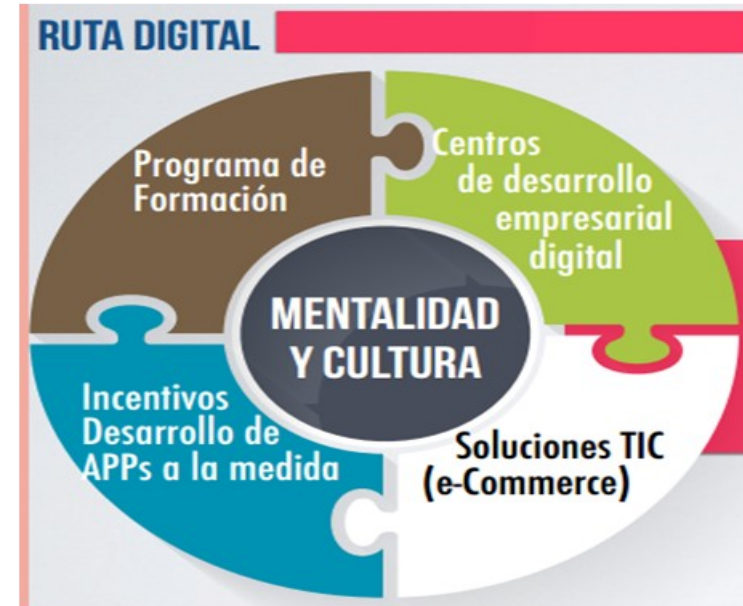 RUTA DIGITAL
Programa de
Formación
Centros
de desarrollo
empresarial
digital
MENTALIDAD
Y CULTURA
Incentivos
Desarrollo de
APPs a la medida
Soluciones TIC
(e-Commerce)